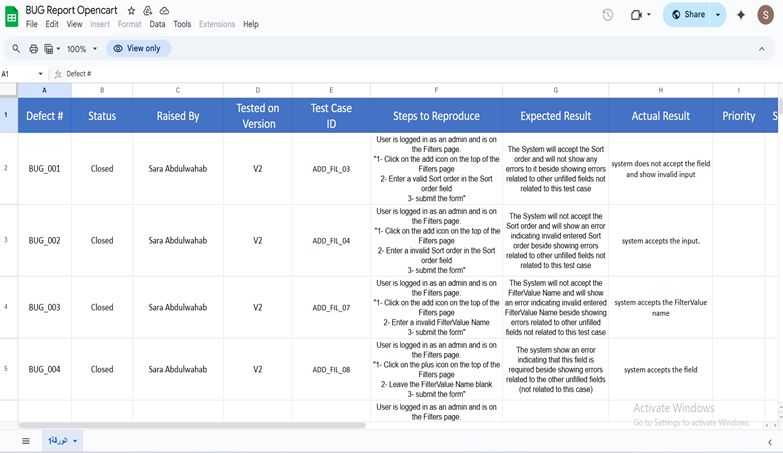 BUG Report Opencart
File Edit View Insert Format Data Tools Extensions Help
Share
S
100%
View only
A1
Defect #
A B C D E F G H I
1 Defect # Status Raised By Tested on Version Test Case ID Steps to Reproduce Expected Result Actual Result Priority S
2 BUG_001 Closed Sara Abdulwahab V2 ADD_FIL_03
User is logged in as an admin and is on
the Filters page.
"1- Click on the add icon on the top of the
Filters page
2- Enter a valid Sort order in the Sort
order field
3- submit the form"
The System will accept the Sort
order and will not show any
errors to it beside showing errors
related to other unfilled fields not
related to this test case
system does not accept the field
and show invalid input
3 BUG_002 Closed Sara Abdulwahab V2 ADD_FIL_04
User is logged in as an admin and is on
the Filters page.
"1- Click on the add icon on the top of the
Filters page
2- Enter a invalid Sort order in the Sort
order field
3- submit the form"
The System will not accept the
Sort order and will show an error
indicating invalid entered Sort
order beside showing errors
related to other unfilled fields not
related to this test case
system accepts the input.
4 BUG_003 Closed Sara Abdulwahab V2 ADD_FIL_07
User is logged in as an admin and is on
the Filters page.
"1- Click on the add icon on the top of the
Filters page
2- Enter a invalid FilterValue Name
3- submit the form"
The System will not accept the
FilterValue Name and will show
an error indicating invalid entered
FilterValue Name beside showing
errors related to other unfilled
fields not related to this test case
system accepts the FilterValue
name
5 BUG_004 Closed Sara Abdulwahab V2 ADD_FIL_08
User is logged in as an admin and is on
the Filters page.
"1- Click on the plus icon on the top of the
Filters page
2- Leave the FilterValue Name blank
3- submit the form"
The system show an error
indicating that this field is
required beside showing errors
related to the other unfilled fields
(not related to this case)
system accepts the field
User is logged in as an admin and is on
the Filters page.
Activate Windows
Go to Settings to activate Windows.
الورقة1